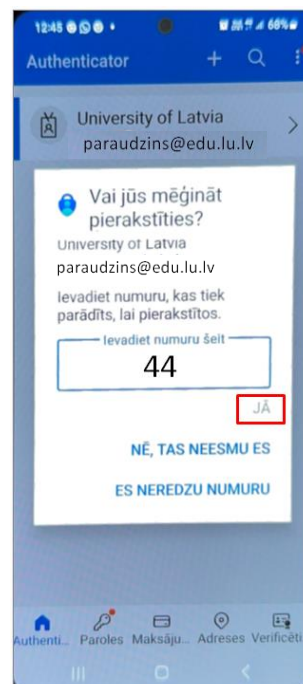 12:45
68%
Authenticator
University of Latvia
paraudzins@edu.lu.lv
Vai jūs mēģināt
pierakstīties?
University of Latvia
paraudzins@edu.lu.lv
Ievadiet numuru, kas tiek
parādīts, lai pierakstītos.
Ievadiet numuru šeit
44
JĀ
NĒ, TAS NEESMU ES
ES NEREDZU NUMURU
Authenti... Paroles Maksāju... Adreses Verificēti